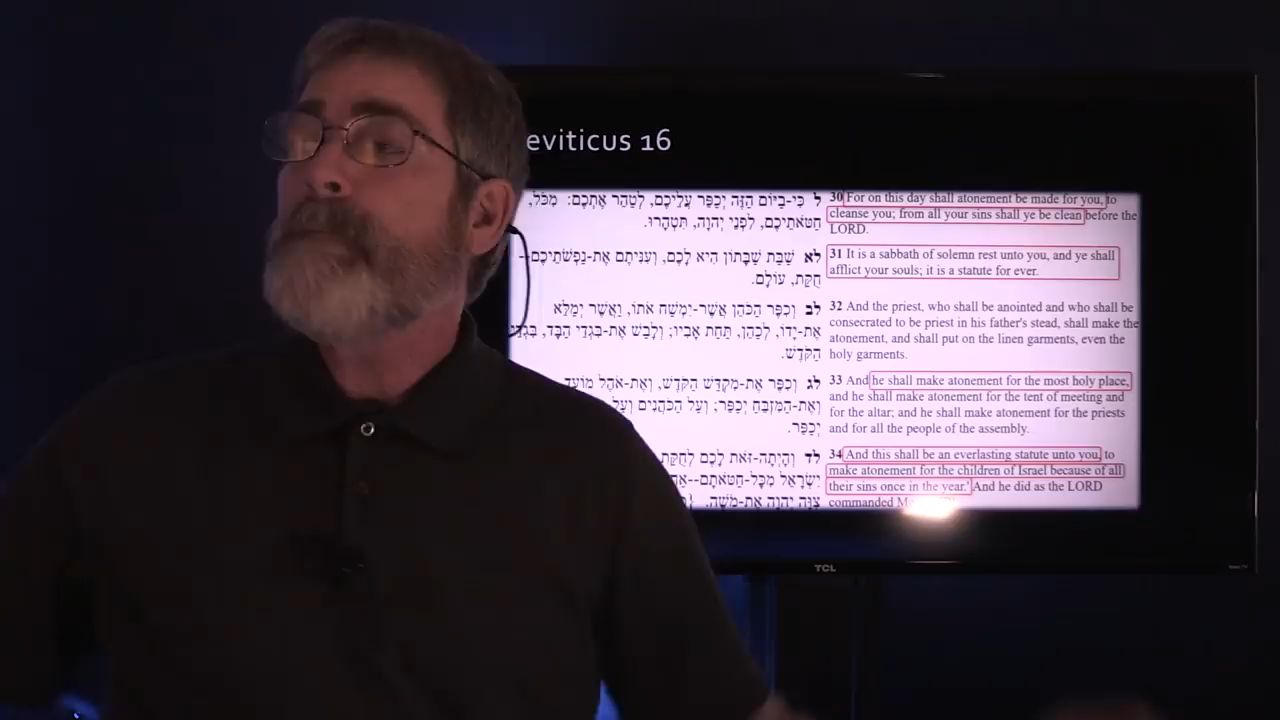 eviticus 16
ל כִּי-בַיּוֹם הַזֶּה יְכַפֵּר עֲלֵיכֶם, לְטַהֵר אֶתְכֶם: מִכֹּל,
חַטֹּאתֵיכֶם, לִפְנֵי יְהוָה, תִּטְהָרוּ.
30 For on this day shall atonement be made for you, to
cleanse you; from all your sins shall ye be clean before the
LORD.
לא שַׁבַּת שַׁבָּתוֹן הִיא לָכֶם, וְעִנִּיתֶם אֶת-נַפְשֹׁתֵיכֶם--
חֻקַּת, עוֹלָם.
31 It is a sabbath of solemn rest unto you, and ye shall
afflict your souls; it is a statute for ever.
לב וְכִפֶּר הַכֹּהֵן אֲשֶׁר-יִמְשַׁח אֹתוֹ, וַאֲשֶׁר יְמַלֵּא
אֶת-יָדוֹ, לְכַהֵן, תַּחַת אָבִיו; וְלָבַשׁ אֶת-בִּגְדֵי הַבָּד, בִּגְדֵי
הַקֹּדֶשׁ.
32 And the priest, who shall be anointed and who shall be
consecrated to be priest in his father's stead, shall make the
atonement, and shall put on the linen garments, even the
holy garments.
לג וְכִפֶּר אֶת-מִקְדַּשׁ הַקֹּדֶשׁ, וְאֶת-אֹהֶל מוֹעֵד
וְאֶת-הַמִּזְבֵּחַ יְכַפֵּר; וְעַל הַכֹּהֲנִים וְעַל
יְכַפֵּר.
33 And he shall make atonement for the most holy place,
and he shall make atonement for the tent of meeting and
for the altar; and he shall make atonement for the priests
and for all the people of the assembly.
לד וְהָיְתָה-זֹּאת לָכֶם לְחֻקַּת
יִשְׂרָאֵל מִכָּל-חַטֹּאתָם--
צִוָּה יְהוָה אֶת-מֹשֶׁה.
34 And this shall be an everlasting statute unto you, to
make atonement for the children of Israel because of all
their sins once in the year.' And he did as the LORD
commanded
TCL